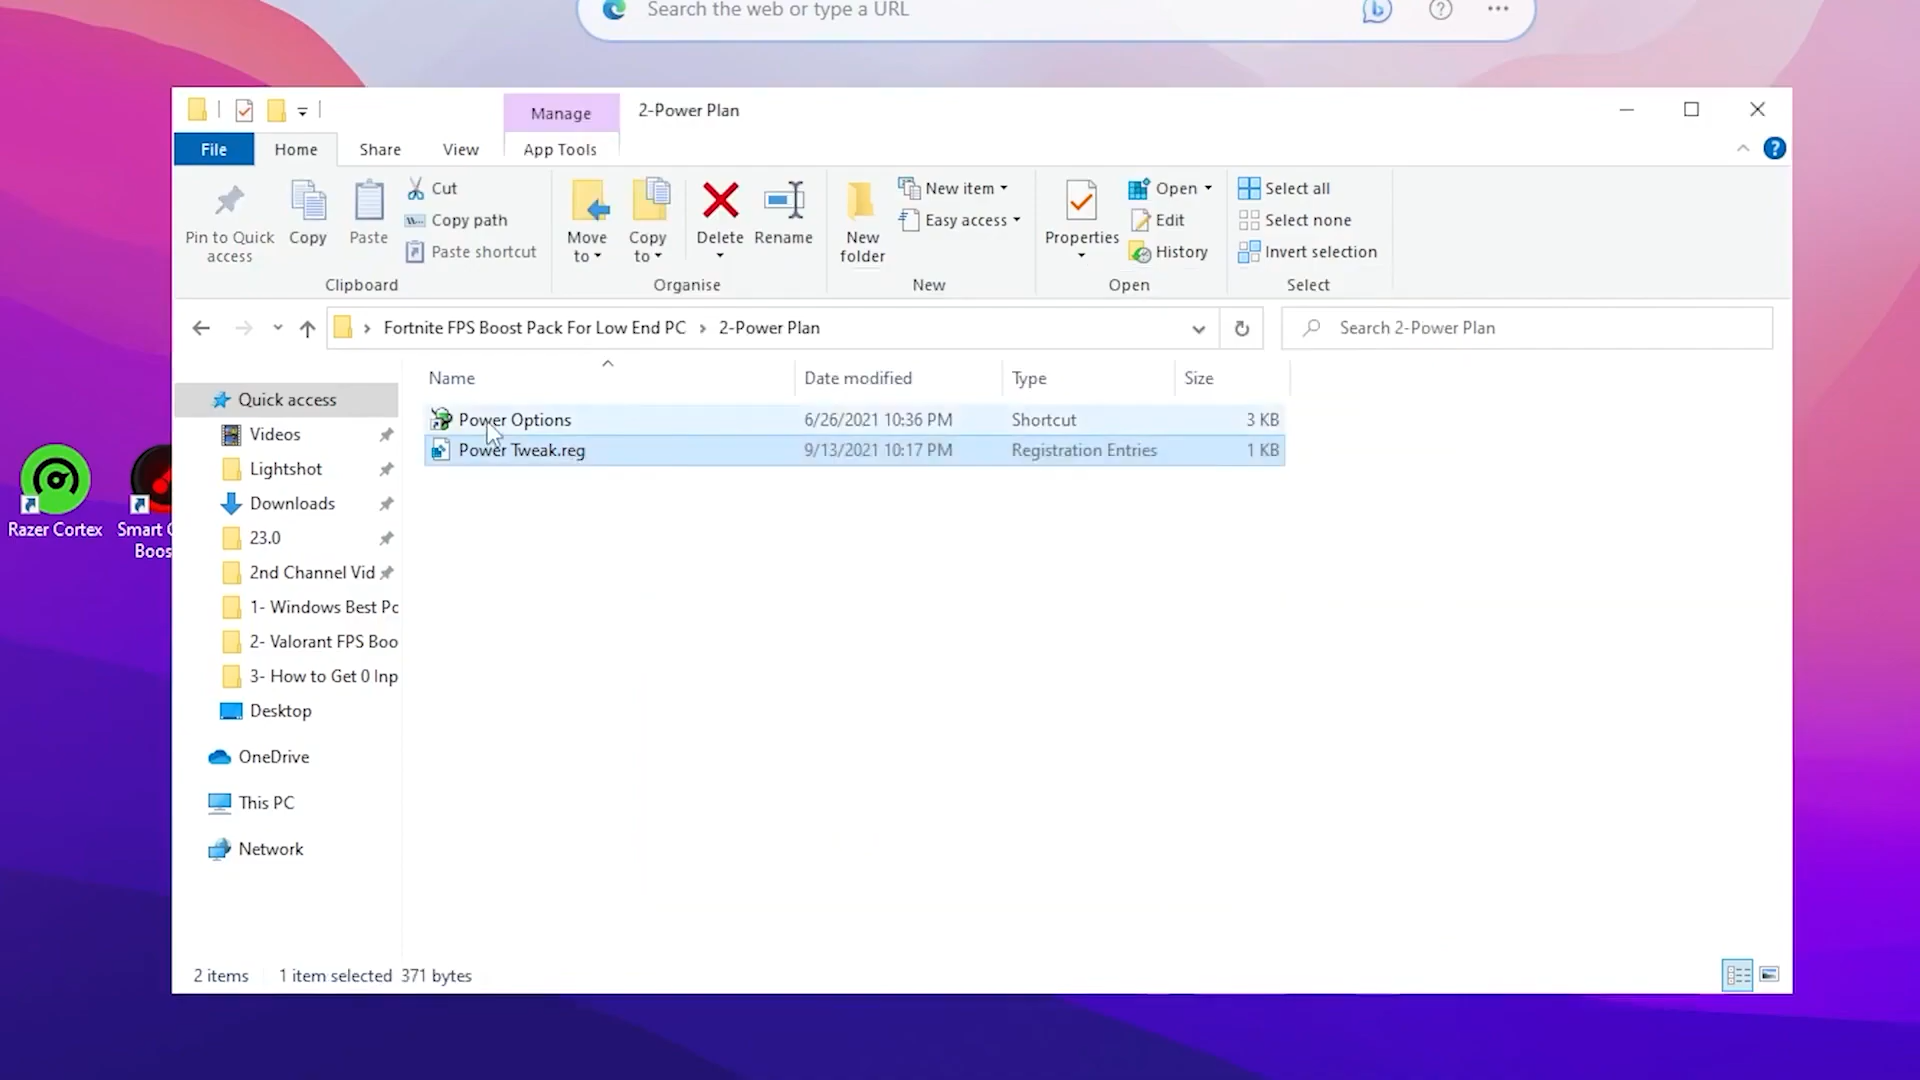 Search the web or type a URL
Manage
2-Power Plan
File
Home
Share
View
App Tools
Pin to Quick
access
Copy
Paste
Cut
Copy path
Paste shortcut
Clipboard
Move
to
Copy
to
Delete
Rename
Organise
New
folder
New item
Easy access
New
Properties
Open
Edit
History
Open
Select all
Select none
Invert selection
Select
Fortnite FPS Boost Pack For Low End PC > 2-Power Plan
Search 2-Power Plan
Name
Date modified
Type
Size
Power Options 6/26/2021 10:36 PM Shortcut 3 KB
Power Tweak.reg 9/13/2021 10:17 PM Registration Entries 1 KB
Quick access
Videos
Lightshot
Downloads
23.0
2nd Channel Vid
1- Windows Best Pc
2- Valorant FPS Boo
3- How to Get 0 Inp
Desktop
OneDrive
This PC
Network
Razer Cortex
Smart
Boos
2 items 1 item selected 371 bytes